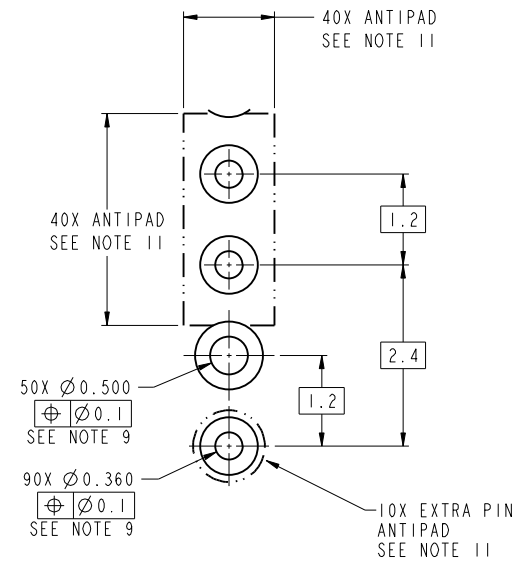 40X ANTIPAD
SEE NOTE 11
40X ANTIPAD
SEE NOTE 11
1.2
2.4
1.2
50X Ø0.500
⌖ Ø0.1
SEE NOTE 9
90X Ø0.360
⌖ Ø0.1
SEE NOTE 9
10X EXTRA PIN
ANTIPAD
SEE NOTE 11